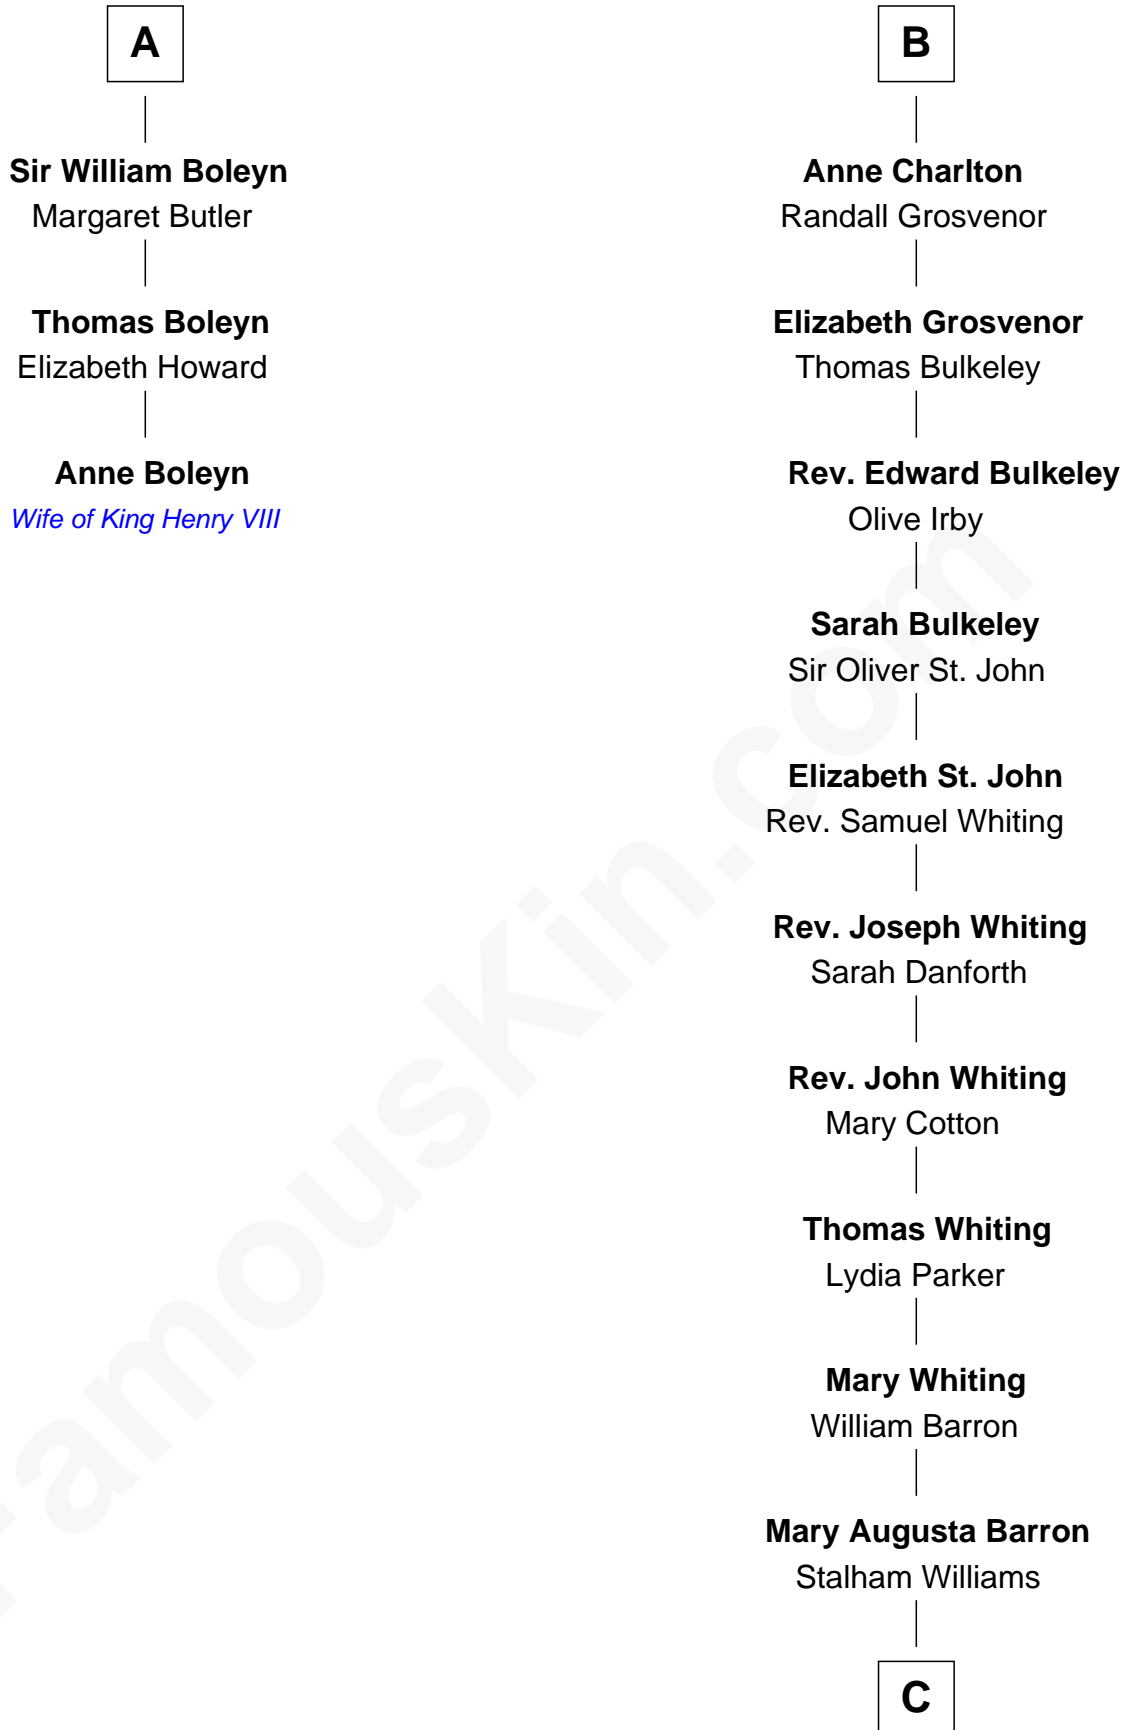 A
Sir William Boleyn
Margaret Butler
Thomas Boleyn
Elizabeth Howard
Anne Boleyn
Wife of King Henry VIII
B
Anne Charlton
Randall Grosvenor
Elizabeth Grosvenor
Thomas Bulkeley
Rev. Edward Bulkeley
Olive Irby
Sarah Bulkeley
Sir Oliver St. John
Elizabeth St. John
Rev. Samuel Whiting
Rev. Joseph Whiting
Sarah Danforth
Rev. John Whiting
Mary Cotton
Thomas Whiting
Lydia Parker
Mary Whiting
William Barron
Mary Augusta Barron
Stalham Williams
C
FamousKin.com